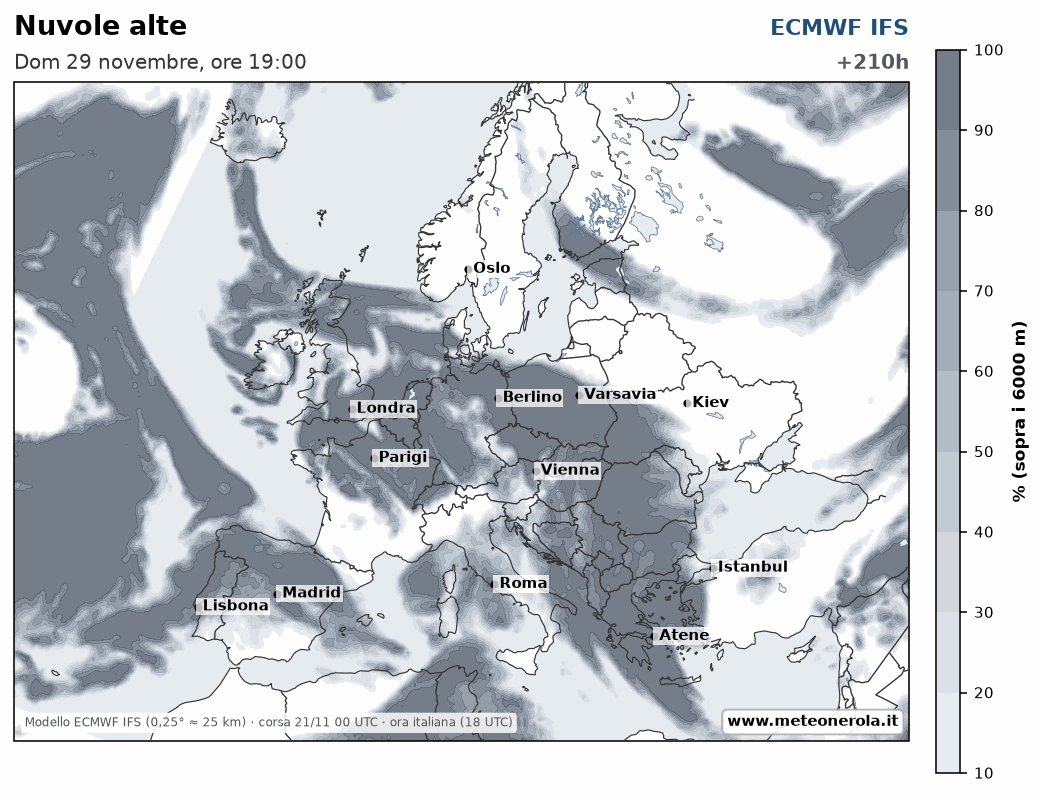 Nuvole alte
ECMWF IFS
Dom 29 novembre, ore 19:00
+210h
100
90
80
70
60
50
40
30
20
10
% (sopra i 6000 m)
Oslo
Berlino
Varsavia
Kiev
Londra
Parigi
Vienna
Istanbul
Roma
Madrid
Lisbona
Atene
Modello ECMWF IFS (0,25° ≈ 25 km) · corsa 21/11 00 UTC · ora italiana (18 UTC)
www.meteonerola.it